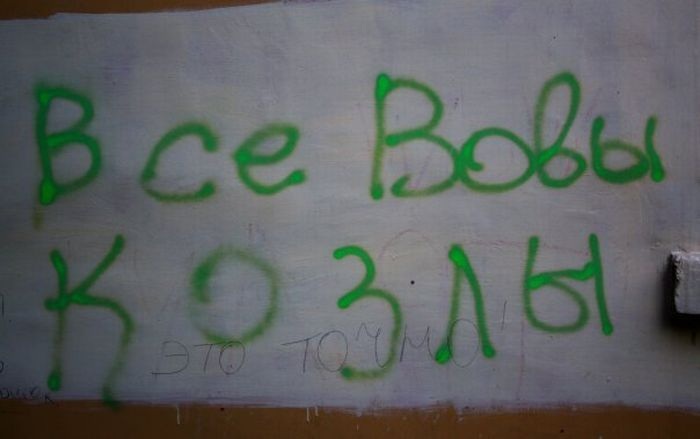 Все Вовы
козлы
это точно!